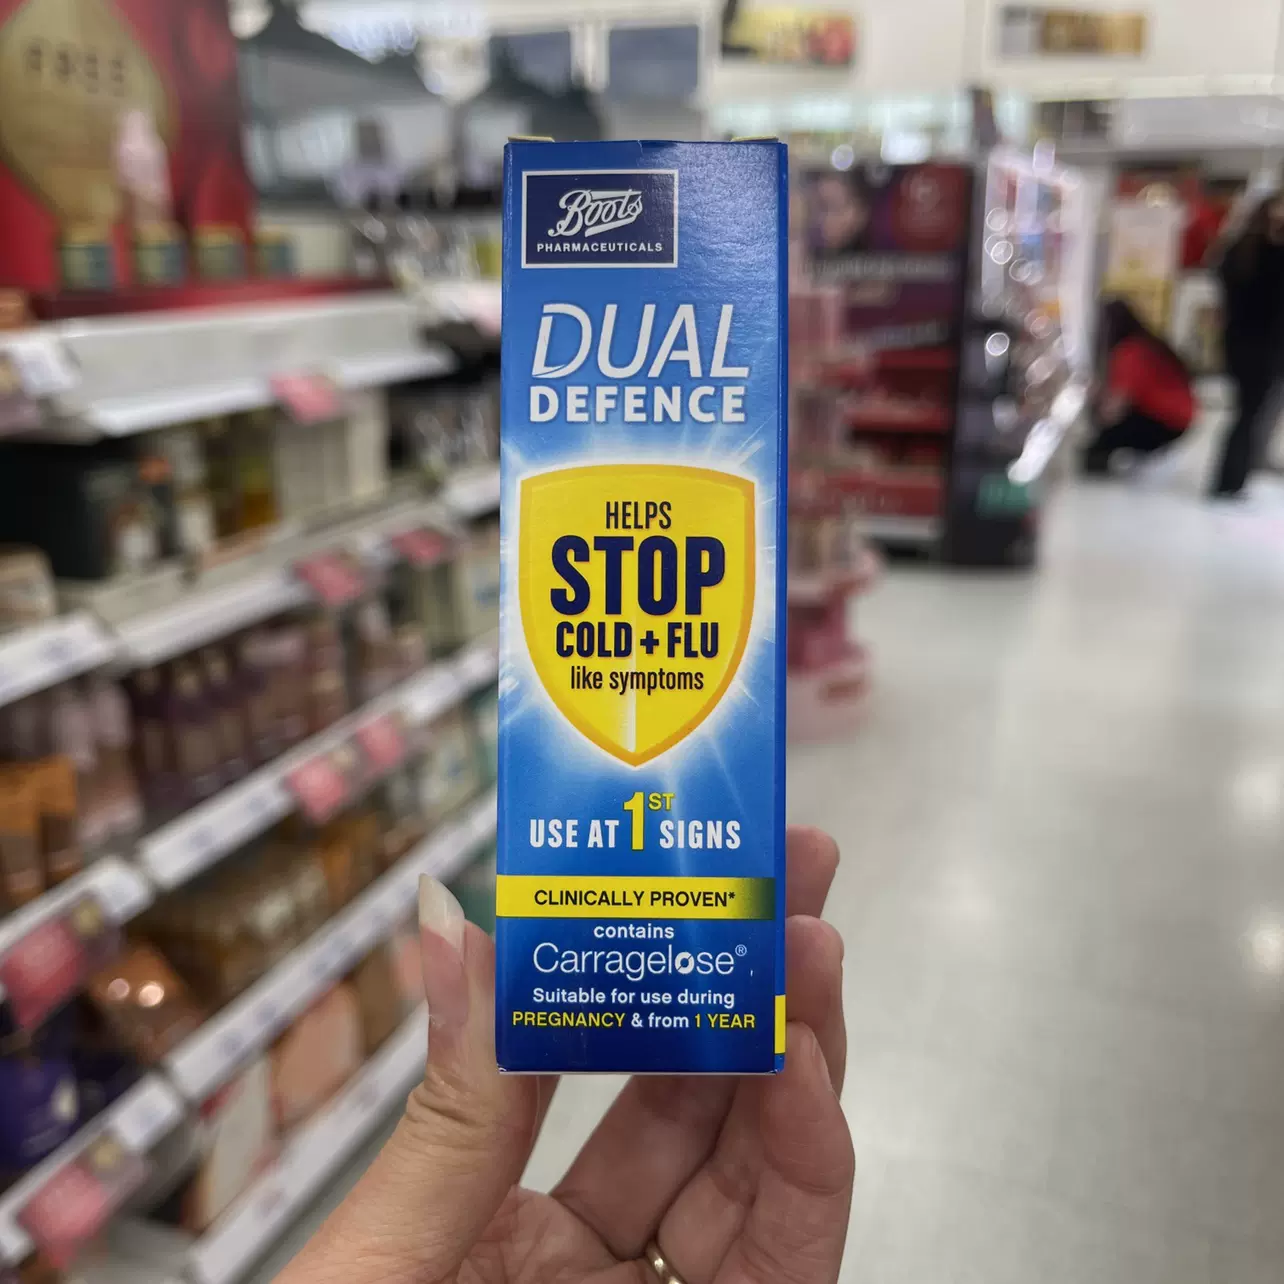 FREE
Boots
PHARMACEUTICALS
DUAL
DEFENCE
HELPS
STOP
COLD + FLU
like symptoms
USE AT 1ST SIGNS
CLINICALLY PROVEN*
contains
Carragelose®
Suitable for use during
PREGNANCY & from 1 YEAR